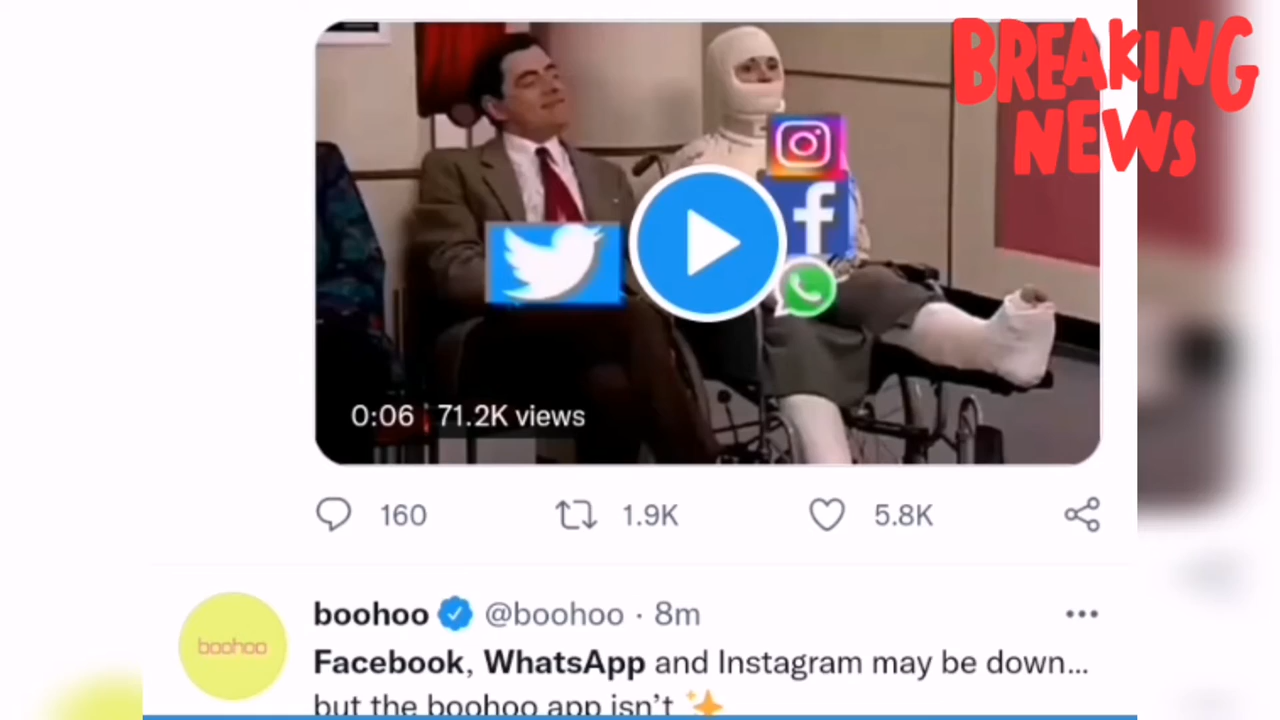 BREAKING
NEWS
0:06 71.2K views
160 1.9K 5.8K
boohoo
boohoo @boohoo · 8m
Facebook, WhatsApp and Instagram may be down...
but the boohoo app isn't ✨